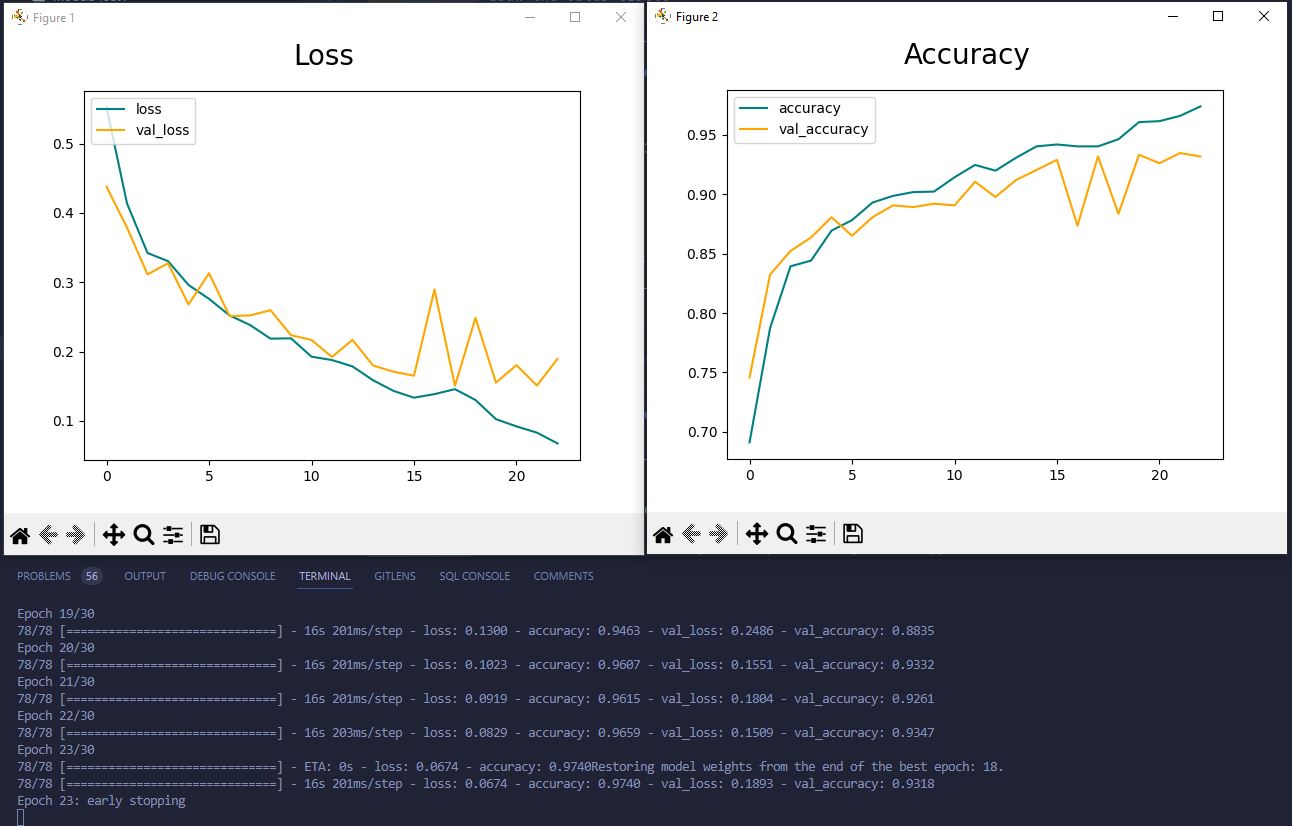 Figure 1
Loss
loss
val_loss
0.5
0.4
0.3
0.2
0.1
0 5 10 15 20
Figure 2
Accuracy
accuracy
val_accuracy
0.95
0.90
0.85
0.80
0.75
0.70
0 5 10 15 20
PROBLEMS 56 OUTPUT DEBUG CONSOLE TERMINAL GITLENS SQL CONSOLE COMMENTS
Epoch 19/30
78/78 [==============================] - 16s 201ms/step - loss: 0.1300 - accuracy: 0.9463 - val_loss: 0.2486 - val_accuracy: 0.8835
Epoch 20/30
78/78 [==============================] - 16s 201ms/step - loss: 0.1023 - accuracy: 0.9607 - val_loss: 0.1551 - val_accuracy: 0.9332
Epoch 21/30
78/78 [==============================] - 16s 201ms/step - loss: 0.0919 - accuracy: 0.9615 - val_loss: 0.1804 - val_accuracy: 0.9261
Epoch 22/30
78/78 [==============================] - 16s 203ms/step - loss: 0.0829 - accuracy: 0.9659 - val_loss: 0.1509 - val_accuracy: 0.9347
Epoch 23/30
78/78 [==============================] - ETA: 0s - loss: 0.0674 - accuracy: 0.9740Restoring model weights from the end of the best epoch: 18.
78/78 [==============================] - 16s 201ms/step - loss: 0.0674 - accuracy: 0.9740 - val_loss: 0.1893 - val_accuracy: 0.9318
Epoch 23: early stopping